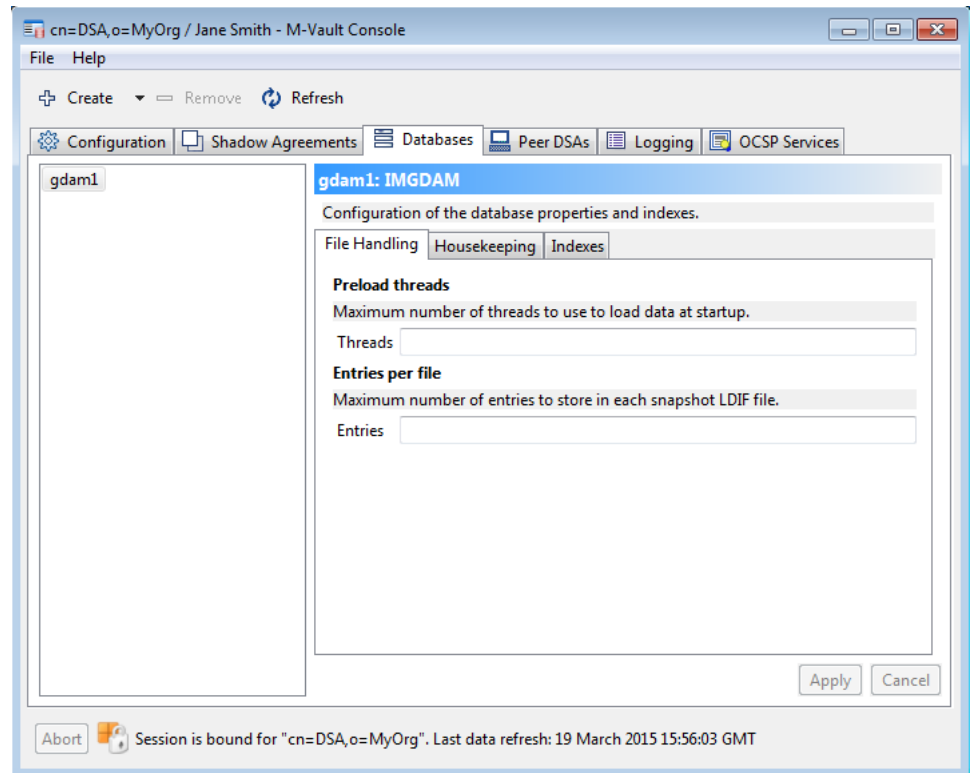 cn=DSA,o=MyOrg / Jane Smith - M-Vault Console
File Help
Create Remove Refresh
Configuration Shadow Agreements Databases Peer DSAs Logging OCSP Services
gdam1
gdam1: IMGDAM
Configuration of the database properties and indexes.
File Handling Housekeeping Indexes
Preload threads
Maximum number of threads to use to load data at startup.
Threads
Entries per file
Maximum number of entries to store in each snapshot LDIF file.
Entries
Apply Cancel
Abort Session is bound for "cn=DSA,o=MyOrg". Last data refresh: 19 March 2015 15:56:03 GMT